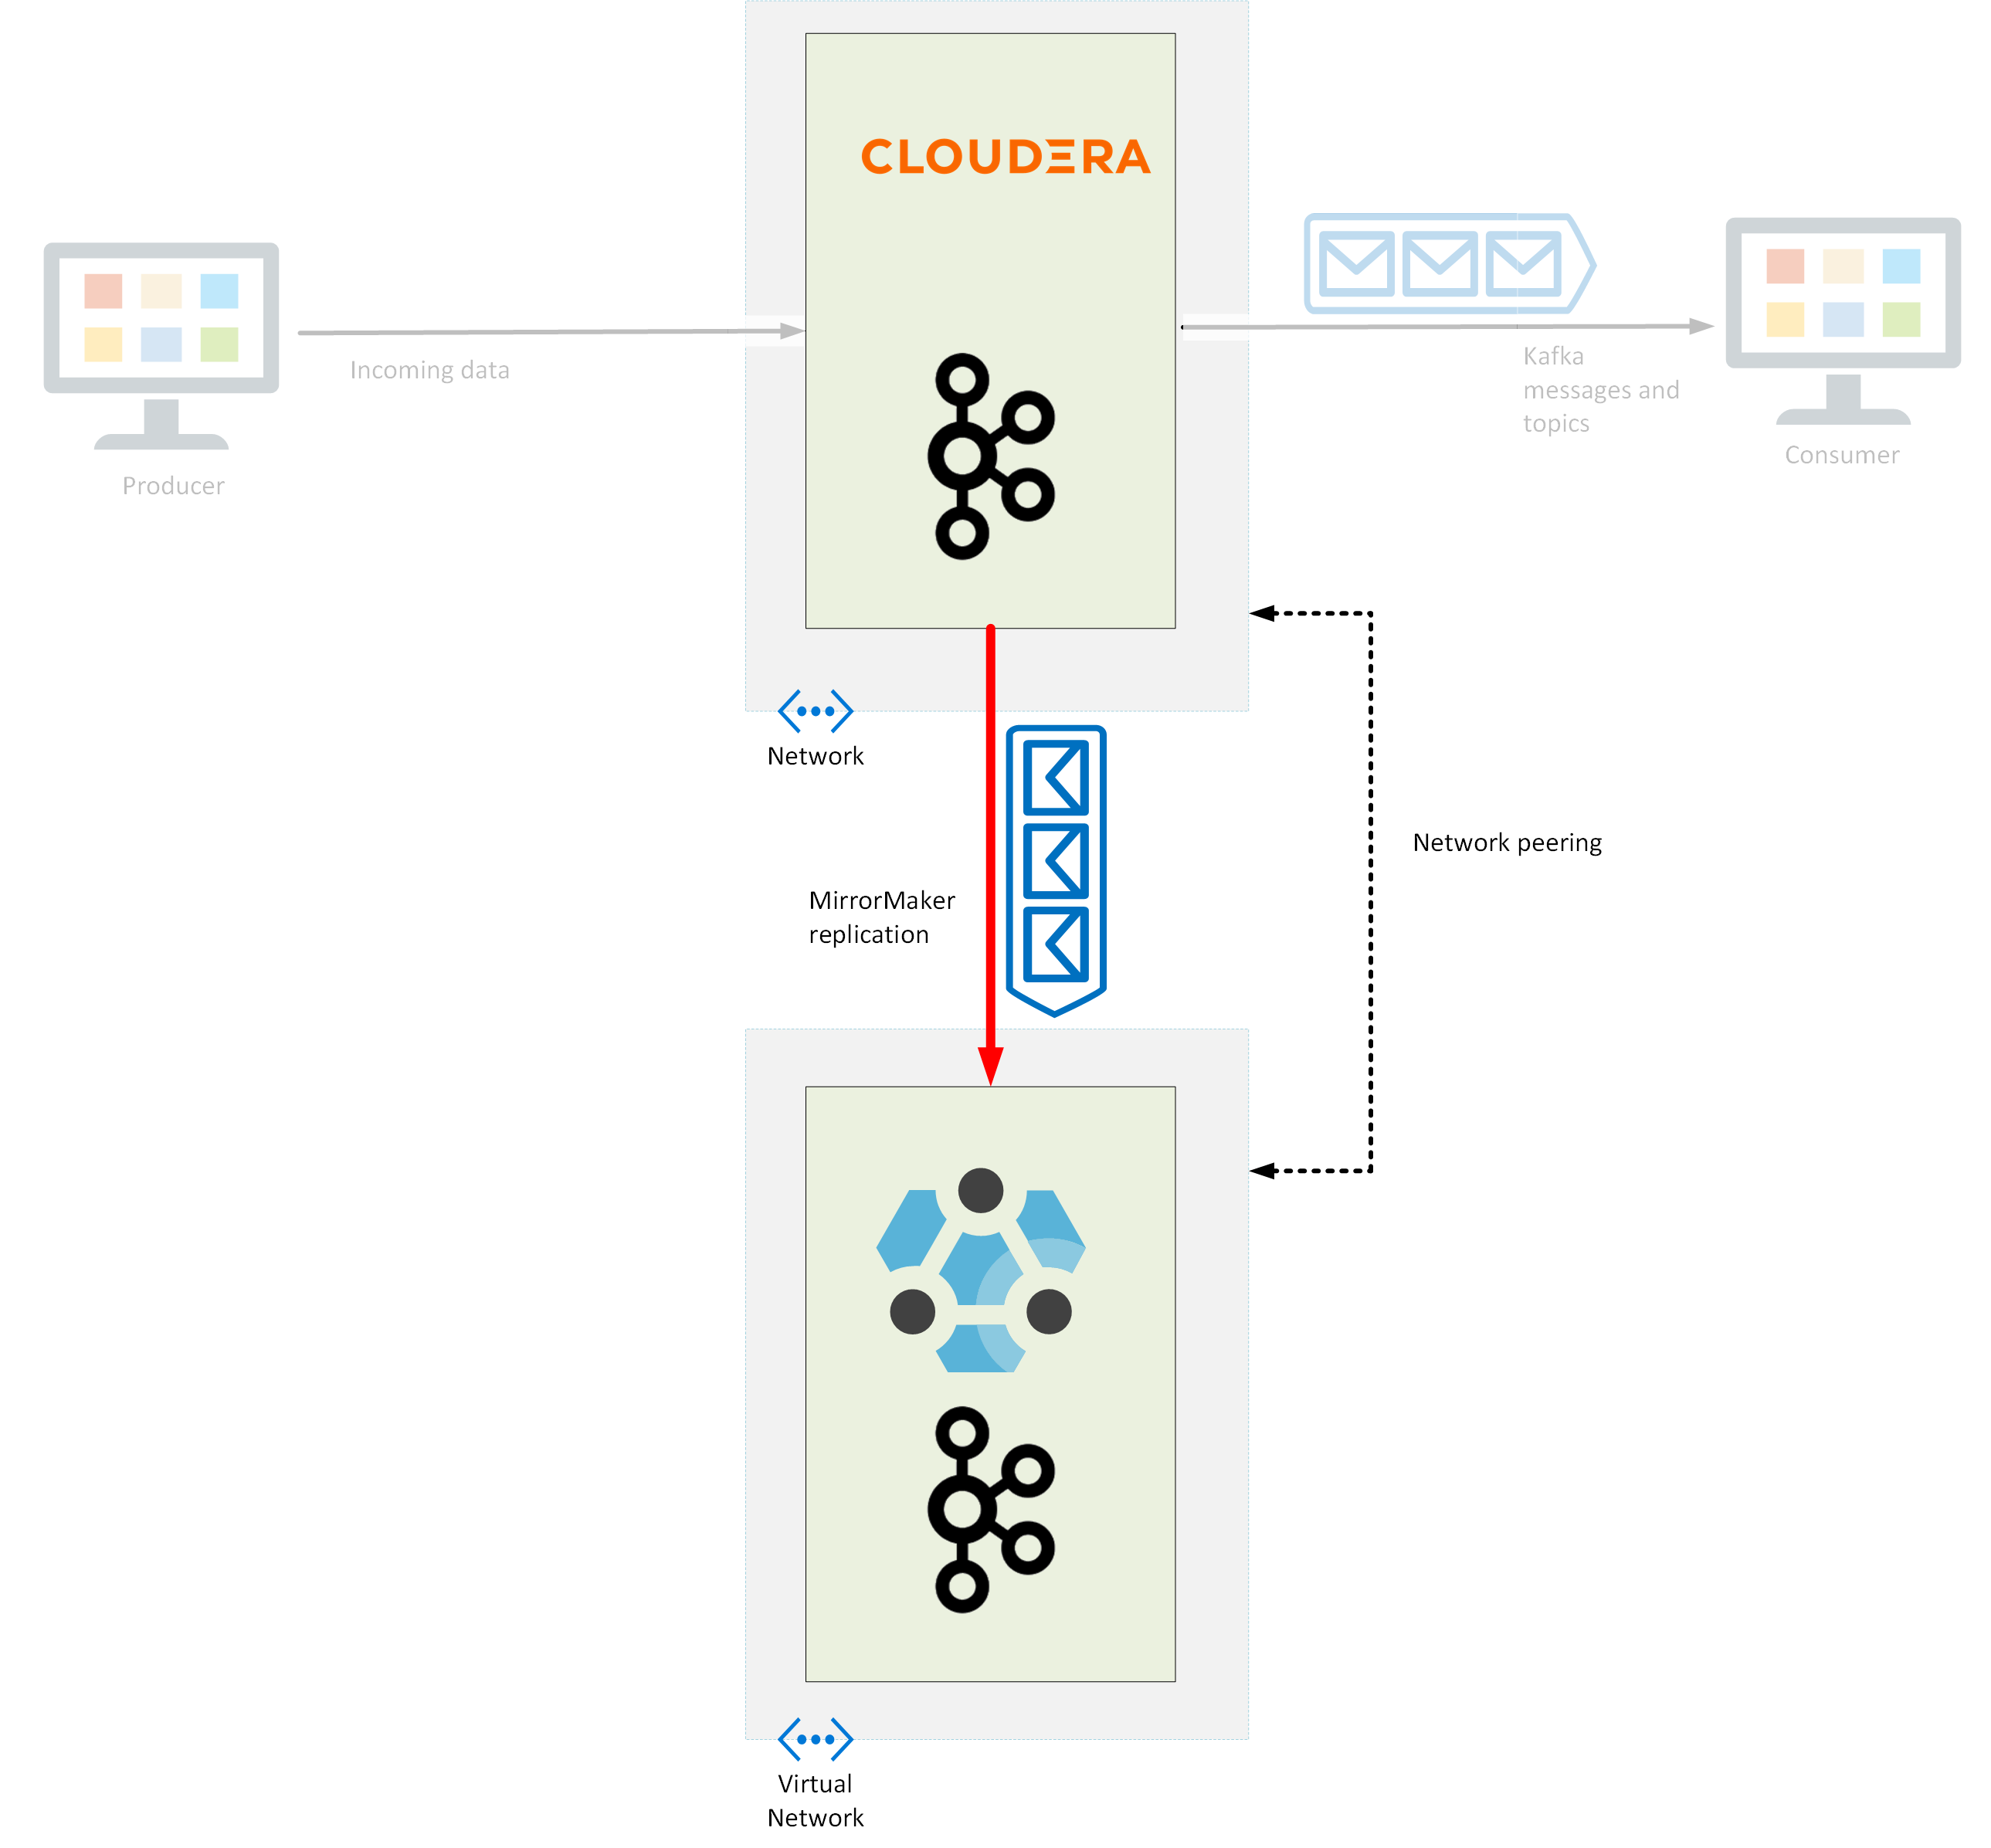 CLOUDERA
Incoming data
Producer
Kafka
messages and
topics
Consumer
Network
Network peering
MirrorMaker
replication
Virtual
Network